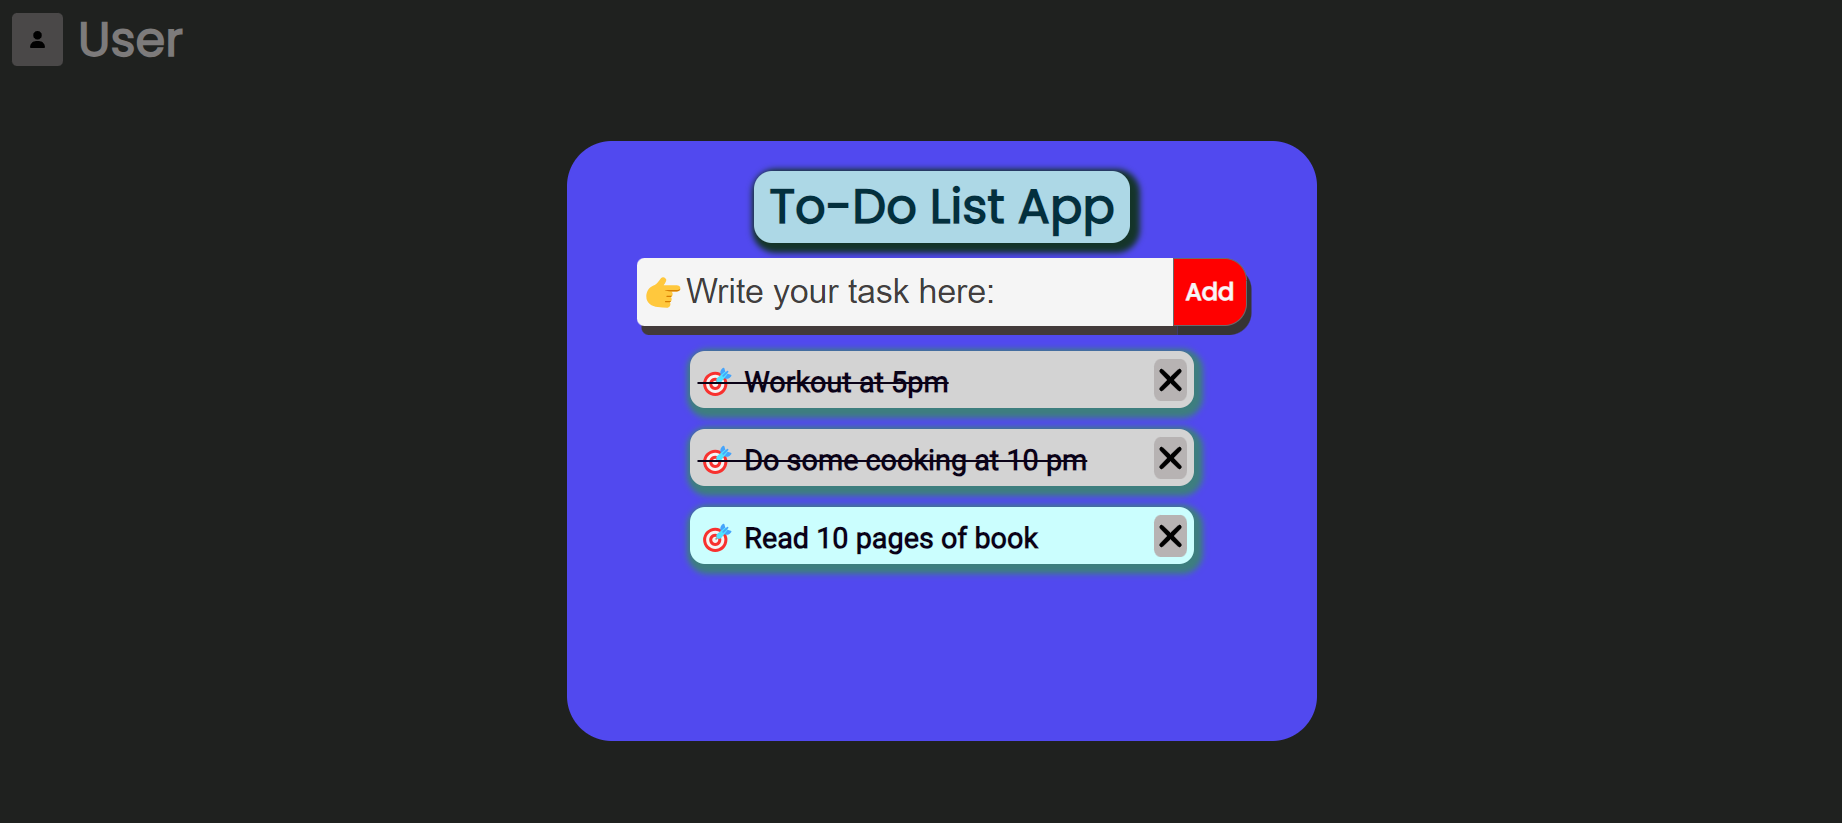 User
To-Do List App
👉Write your task here:
Add
🎯 Workout at 5pm
🎯 Do some cooking at 10 pm
🎯 Read 10 pages of book